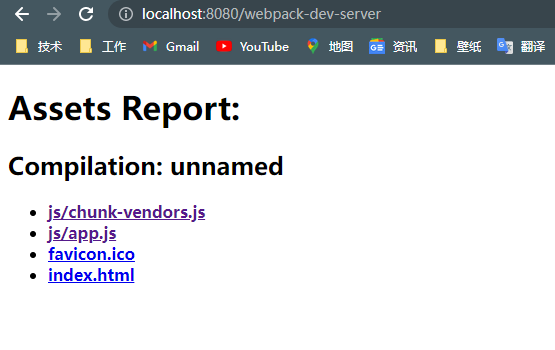 localhost:8080/webpack-dev-server
技术 工作 Gmail YouTube 地图 资讯 壁纸 翻译
Assets Report:
Compilation: unnamed
js/chunk-vendors.js
js/app.js
favicon.ico
index.html